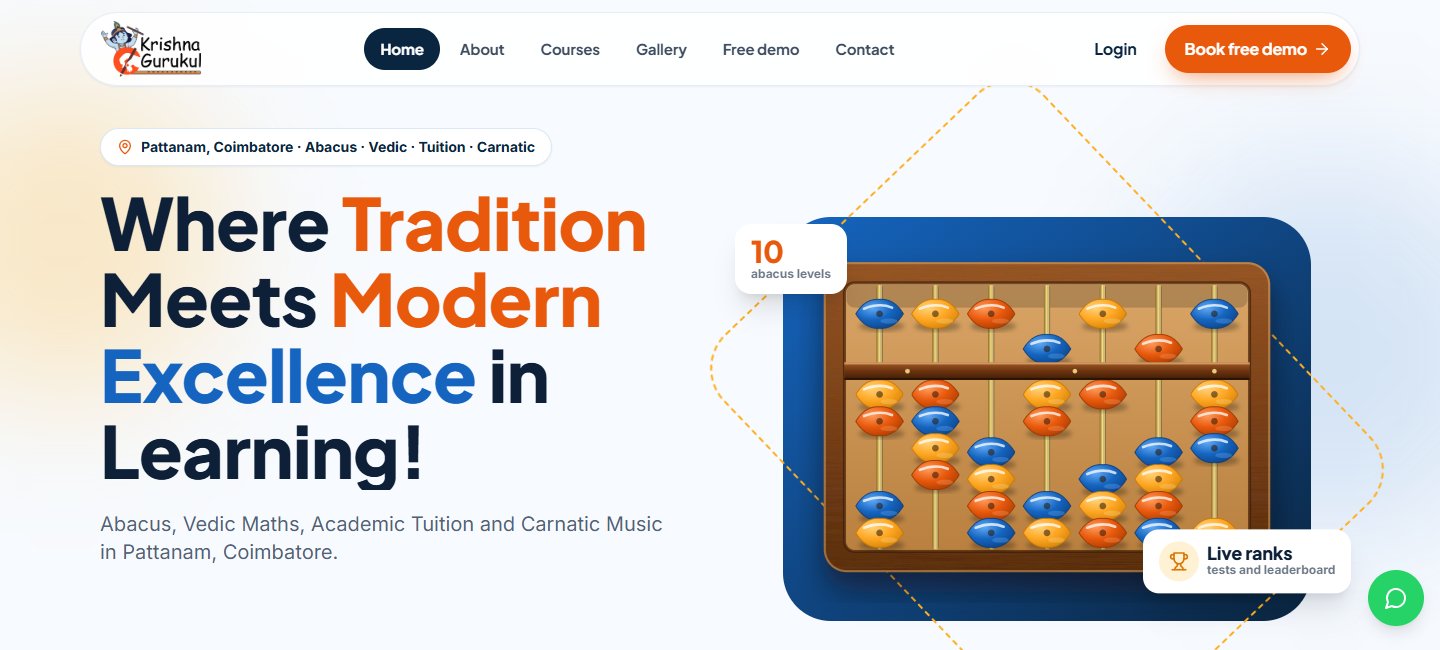 Krishna
Gurukul
Home
About
Courses
Gallery
Free demo
Contact
Login
Book free demo →
Pattanam, Coimbatore · Abacus · Vedic · Tuition · Carnatic
Where Tradition
Meets Modern
Excellence in
Learning!
Abacus, Vedic Maths, Academic Tuition and Carnatic Music
in Pattanam, Coimbatore.
10
abacus levels
Live ranks
tests and leaderboard